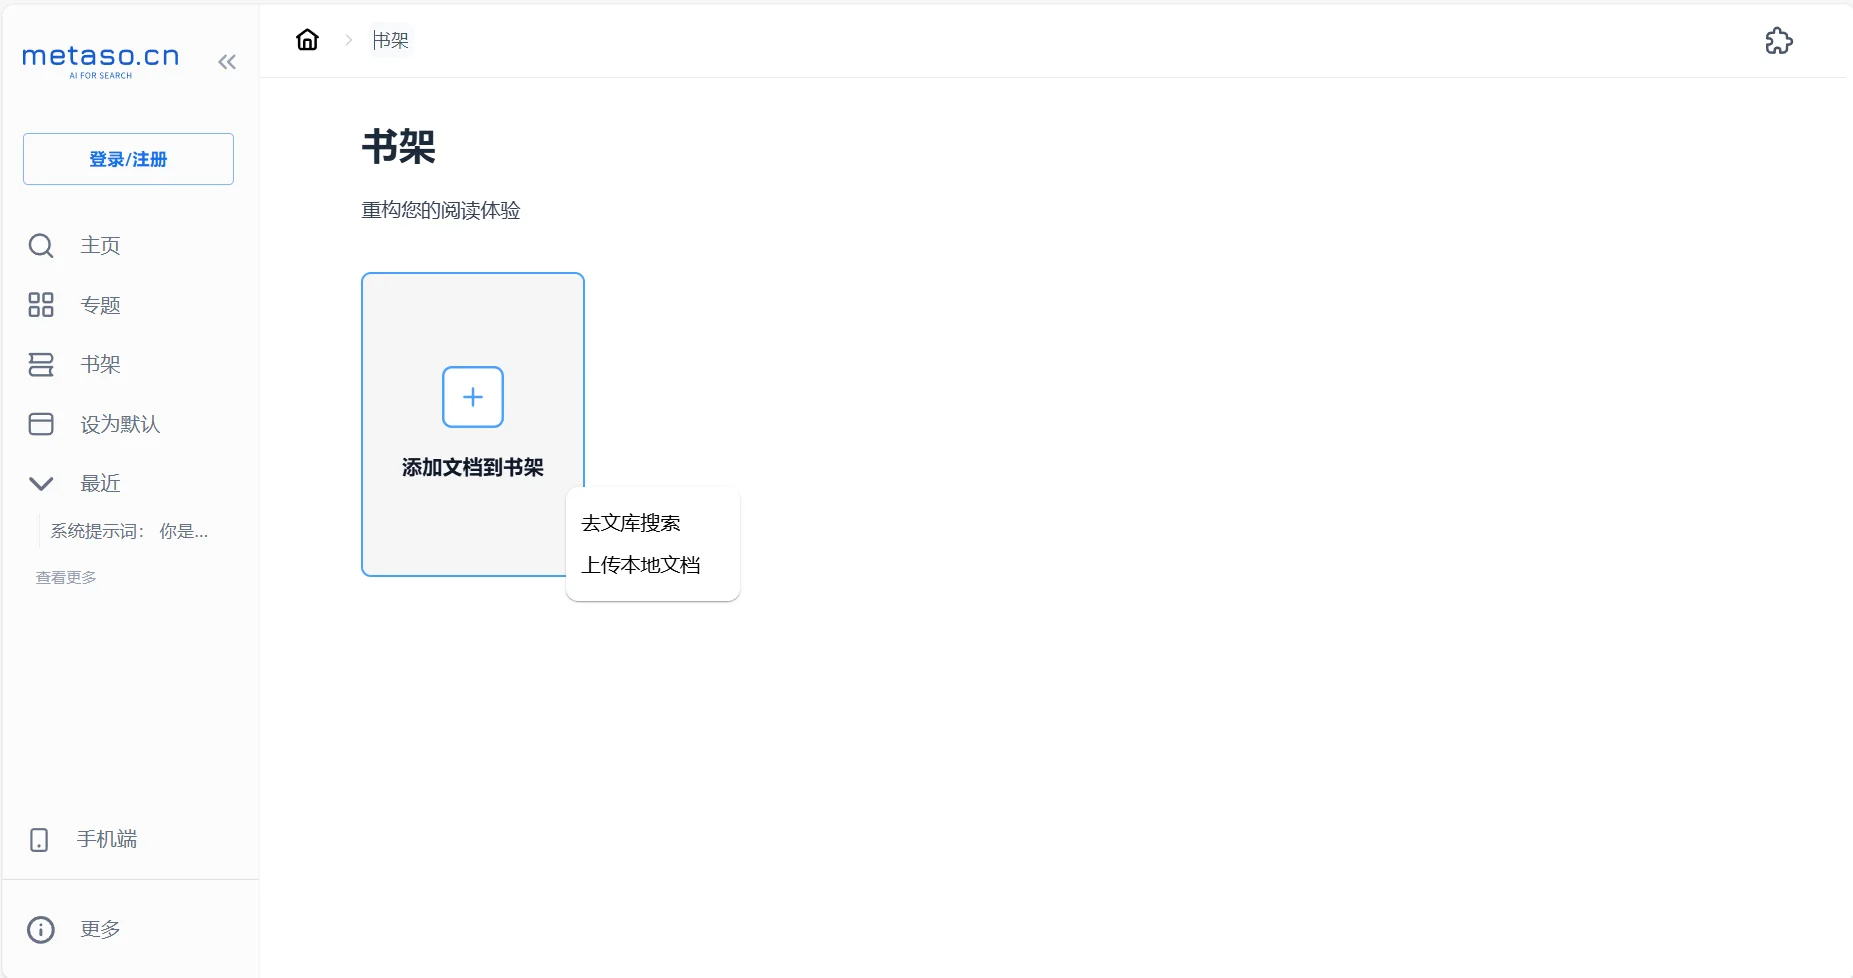 metaso.cn
AI FOR SEARCH
登录/注册
主页
专题
书架
设为默认
最近
系统提示词： 你是...
查看更多
手机端
更多
书架
书架
重构您的阅读体验
添加文档到书架
去文库搜索
上传本地文档